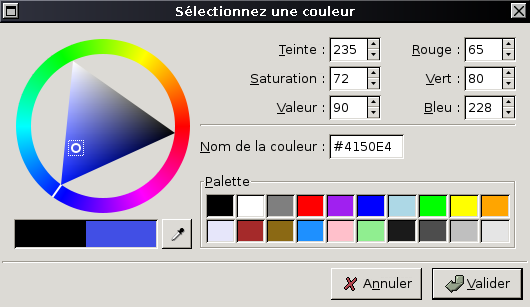 Sélectionnez une couleur
Teinte : 235 Rouge : 65
Saturation : 72 Vert : 80
Valeur : 90 Bleu : 228
Nom de la couleur : #4150E4
Palette
Annuler Valider